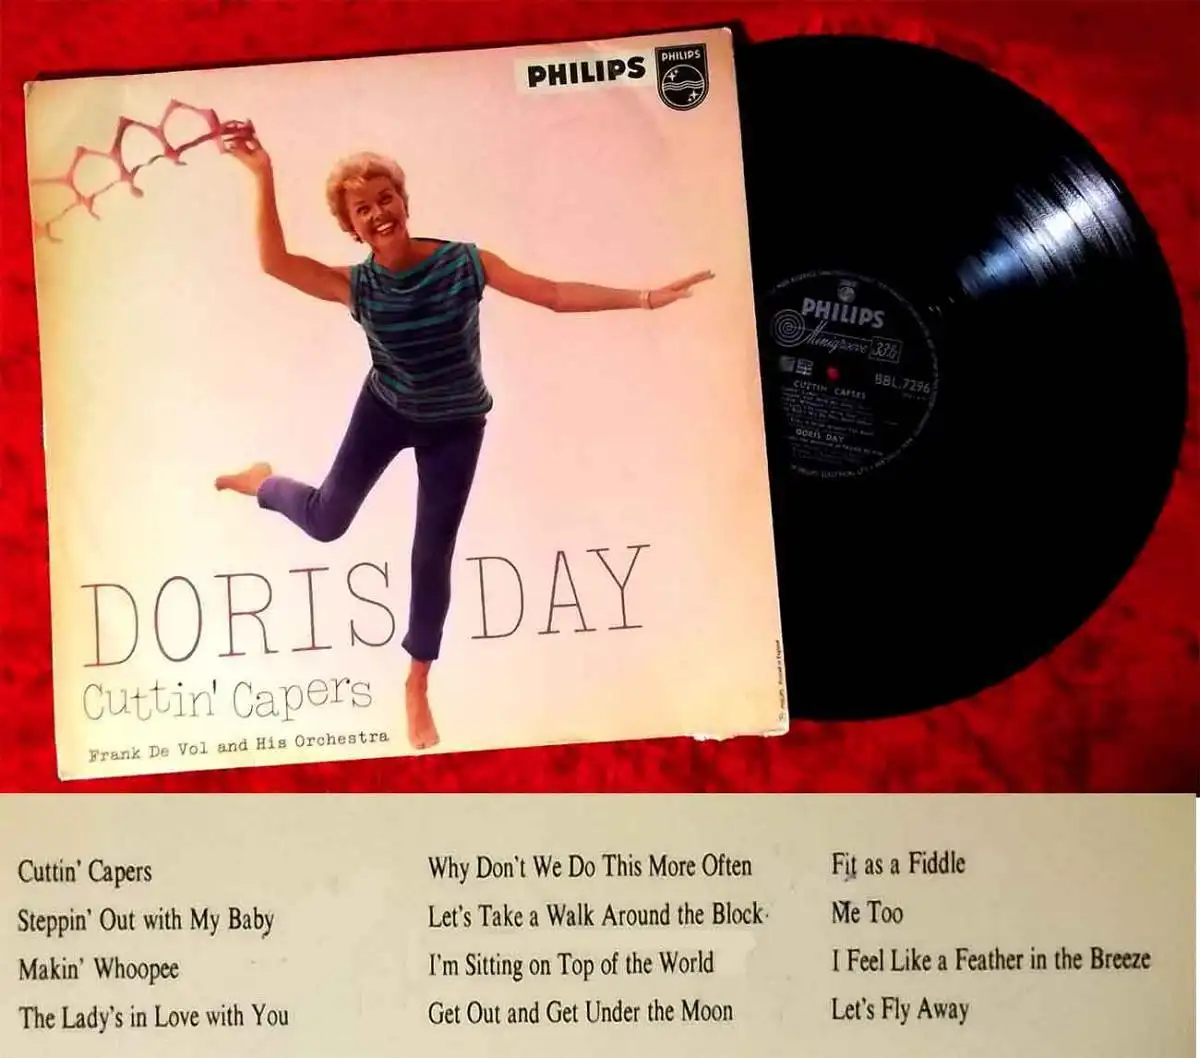 PHILIPS
PHILIPS
DORIS DAY
Cuttin' Capers
Frank De Vol and His Orchestra
PHILIPS
Minigroove 33⅓
BBL.7296
CUTTIN CAPERS
DORIS DAY
Cuttin' Capers
Steppin' Out with My Baby
Makin' Whoopee
The Lady's in Love with You
Why Don't We Do This More Often
Let's Take a Walk Around the Block
I'm Sitting on Top of the World
Get Out and Get Under the Moon
Fit as a Fiddle
Me Too
I Feel Like a Feather in the Breeze
Let's Fly Away